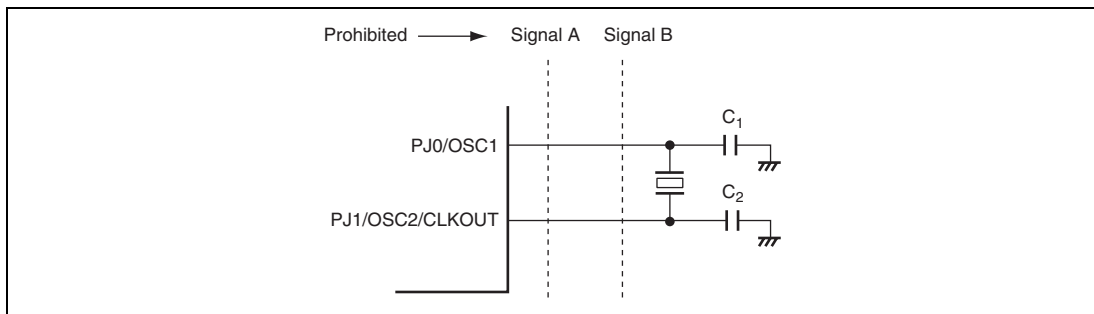 Prohibited Signal A Signal B
C1
PJ0/OSC1
C2
PJ1/OSC2/CLKOUT